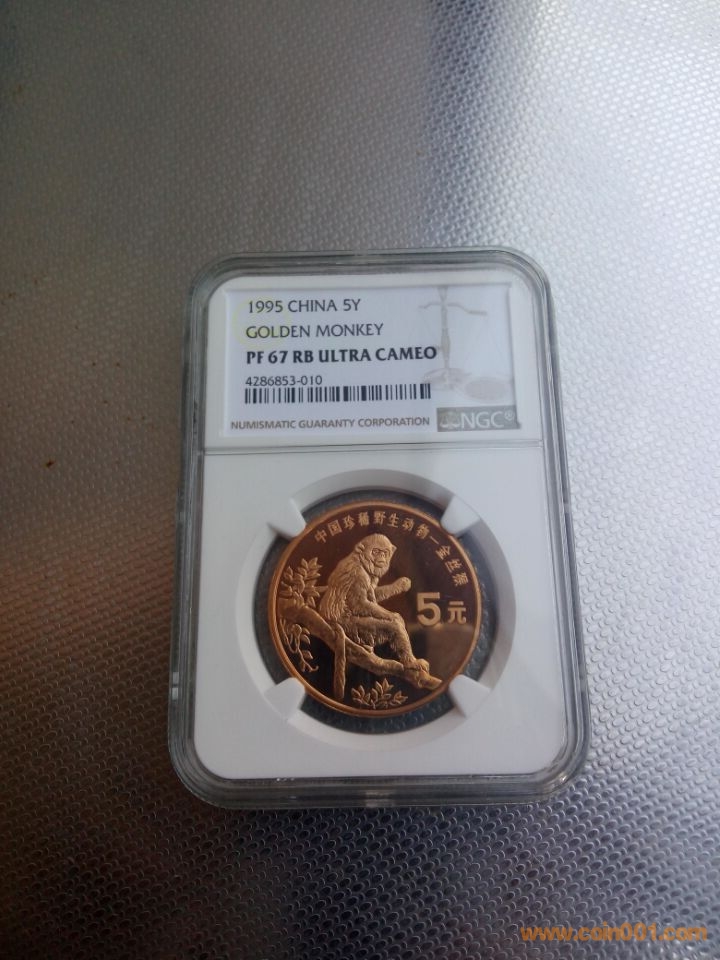 1995 CHINA 5Y
GOLDEN MONKEY
PF 67 RB ULTRA CAMEO
4286853-010
NUMISMATIC GUARANTY CORPORATION
NGC®
中国珍稀野生动物—金丝猴
5元
www.coin001.com